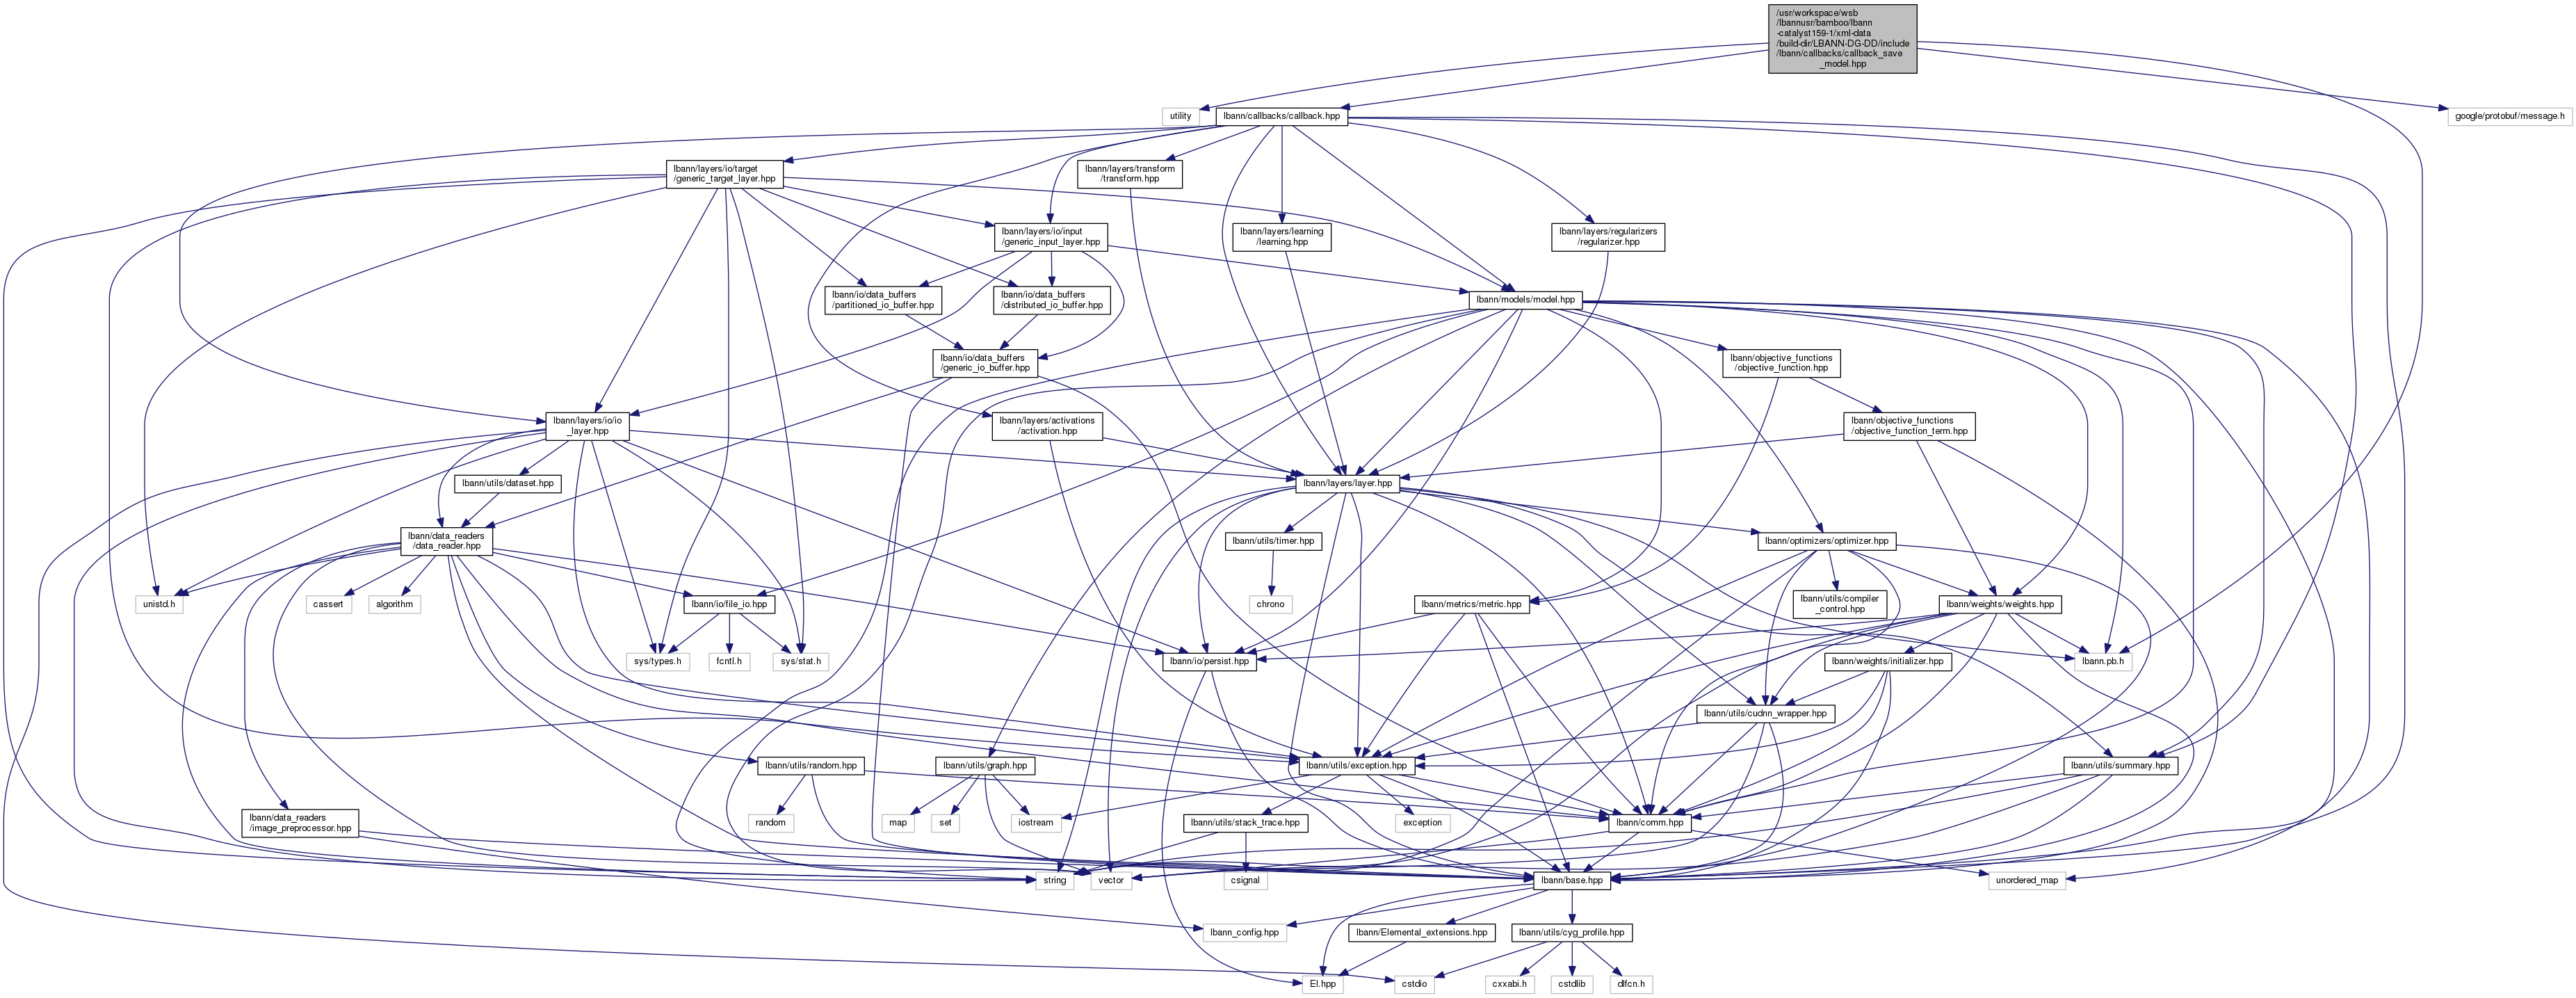 /usr/workspace/wsb
/lbannusr/bamboo/lbann
-catalyst159-1/xml-data
/build-dir/LBANN-DG-DD/include
/lbann/callbacks/callback_save
_model.hpp
utility
lbann/callbacks/callback.hpp
google/protobuf/message.h
lbann/layers/io/target
/generic_target_layer.hpp
lbann/layers/transform
/transform.hpp
lbann/layers/io/input
/generic_input_layer.hpp
lbann/layers/learning
/learning.hpp
lbann/layers/regularizers
/regularizer.hpp
lbann/io/data_buffers
/partitioned_io_buffer.hpp
lbann/io/data_buffers
/distributed_io_buffer.hpp
lbann/models/model.hpp
lbann/io/data_buffers
/generic_io_buffer.hpp
lbann/objective_functions
/objective_function.hpp
lbann/layers/io/io
_layer.hpp
lbann/layers/activations
/activation.hpp
lbann/objective_functions
/objective_function_term.hpp
lbann/utils/dataset.hpp
lbann/layers/layer.hpp
lbann/data_readers
/data_reader.hpp
lbann/utils/timer.hpp
lbann/optimizers/optimizer.hpp
unistd.h
cassert
algorithm
lbann/io/file_io.hpp
chrono
lbann/metrics/metric.hpp
lbann/utils/compiler
_control.hpp
lbann/weights/weights.hpp
sys/types.h
fcntl.h
sys/stat.h
lbann/io/persist.hpp
lbann/weights/initializer.hpp
lbann.pb.h
lbann/utils/cudnn_wrapper.hpp
lbann/utils/random.hpp
lbann/utils/graph.hpp
lbann/utils/exception.hpp
lbann/utils/summary.hpp
lbann/data_readers
/image_preprocessor.hpp
random
map
set
iostream
lbann/utils/stack_trace.hpp
exception
lbann/comm.hpp
string
vector
csignal
lbann/base.hpp
unordered_map
lbann_config.hpp
lbann/Elemental_extensions.hpp
lbann/utils/cyg_profile.hpp
El.hpp
cstdio
cxxabi.h
cstdlib
dlfcn.h